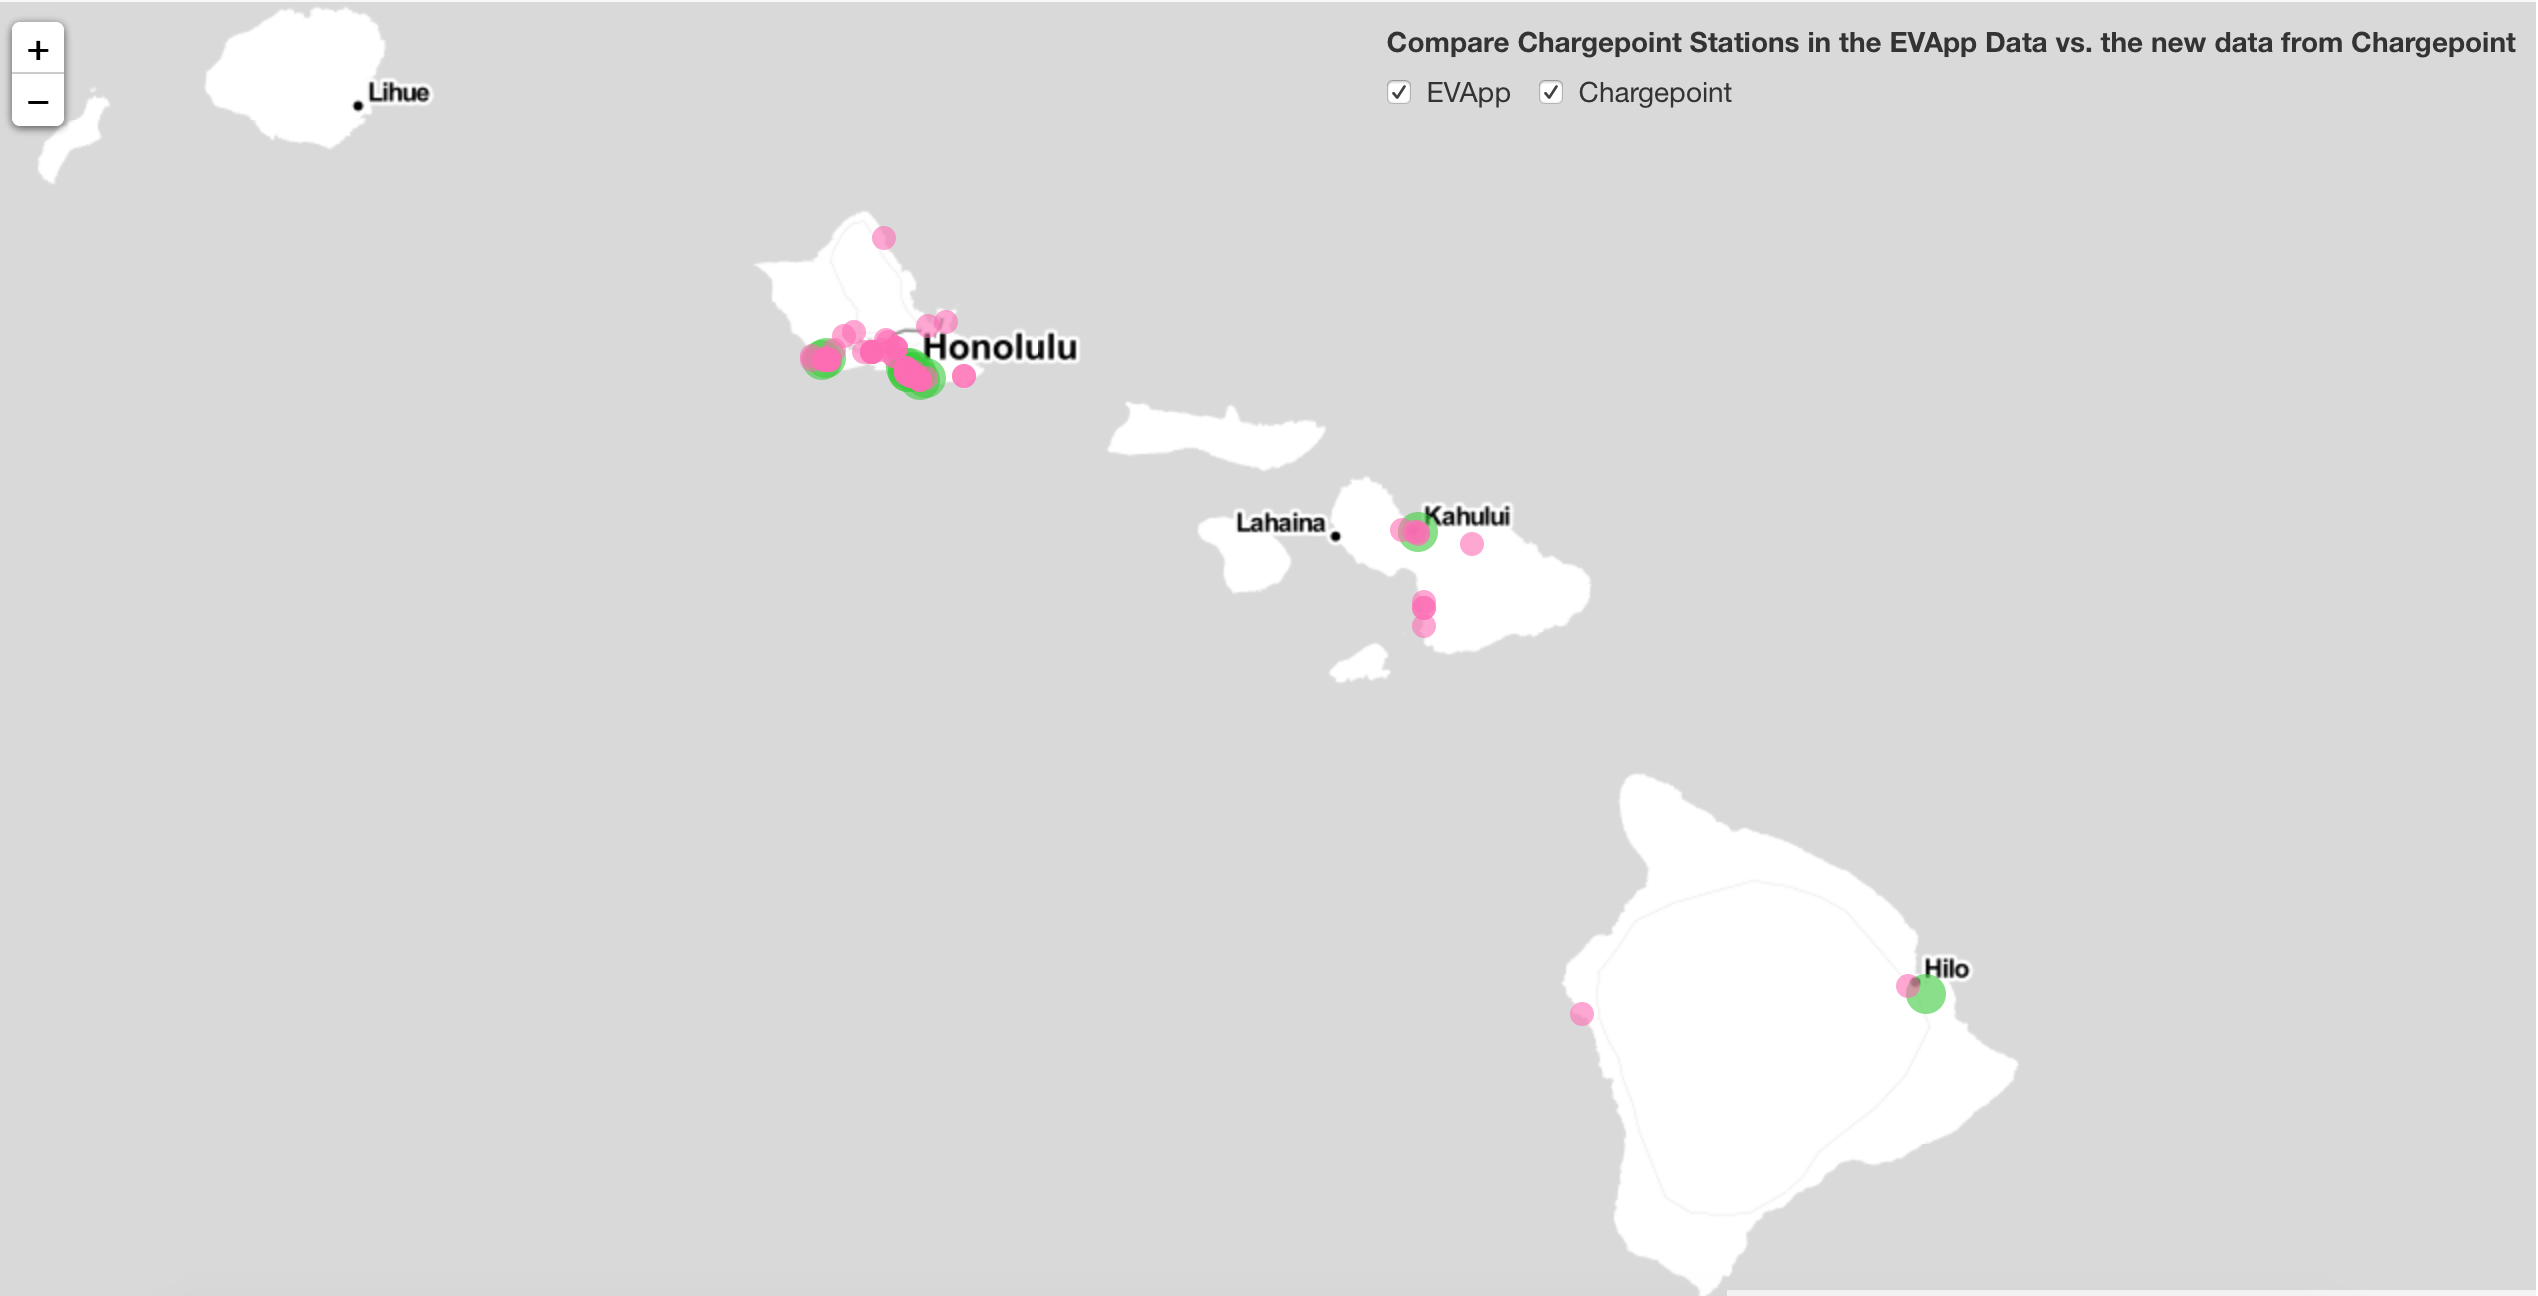 +
−
Compare Chargepoint Stations in the EVApp Data vs. the new data from Chargepoint
EVApp Chargepoint
Lihue
Honolulu
Lahaina
Kahului
Hilo